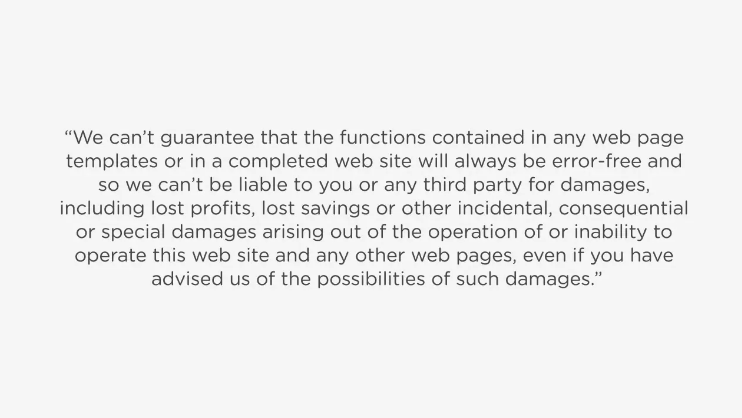 “We can’t guarantee that the functions contained in any web page
templates or in a completed web site will always be error-free and
so we can’t be liable to you or any third party for damages,
including lost profits, lost savings or other incidental, consequential
or special damages arising out of the operation of or inability to
operate this web site and any other web pages, even if you have
advised us of the possibilities of such damages.”